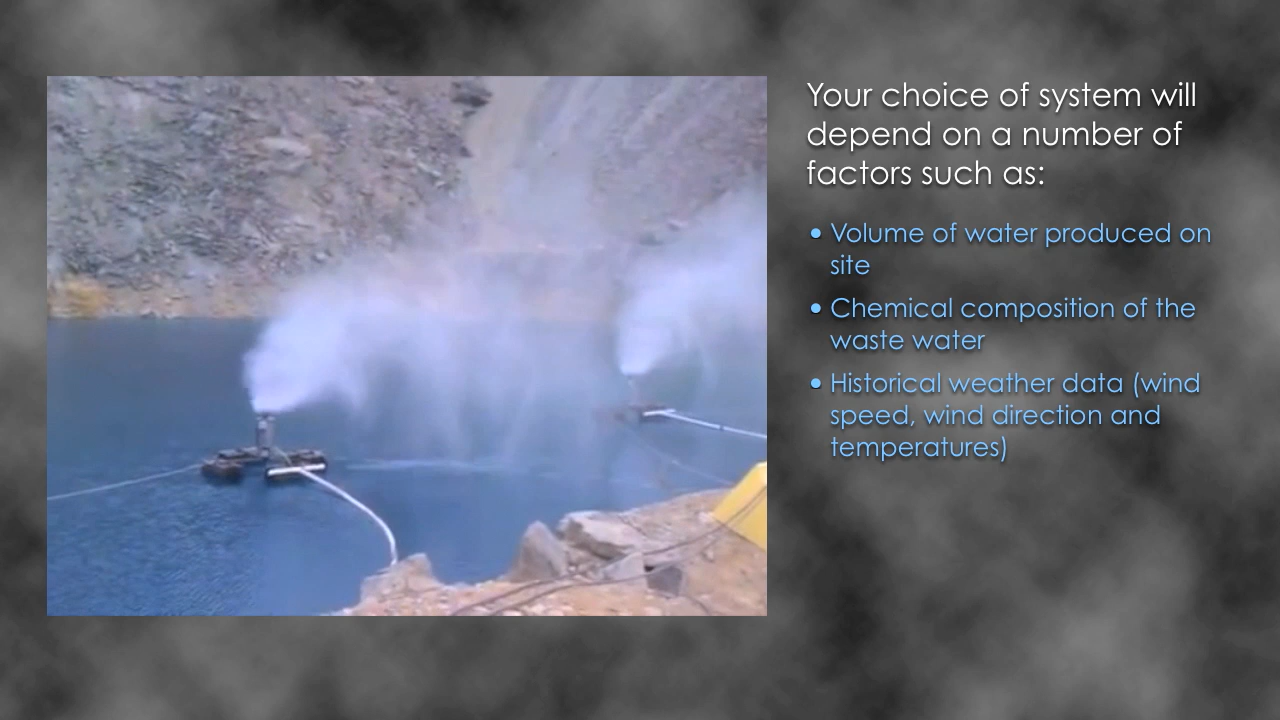 Your choice of system will
depend on a number of
factors such as:
• Volume of water produced on
site
• Chemical composition of the
waste water
• Historical weather data (wind
speed, wind direction and
temperatures)